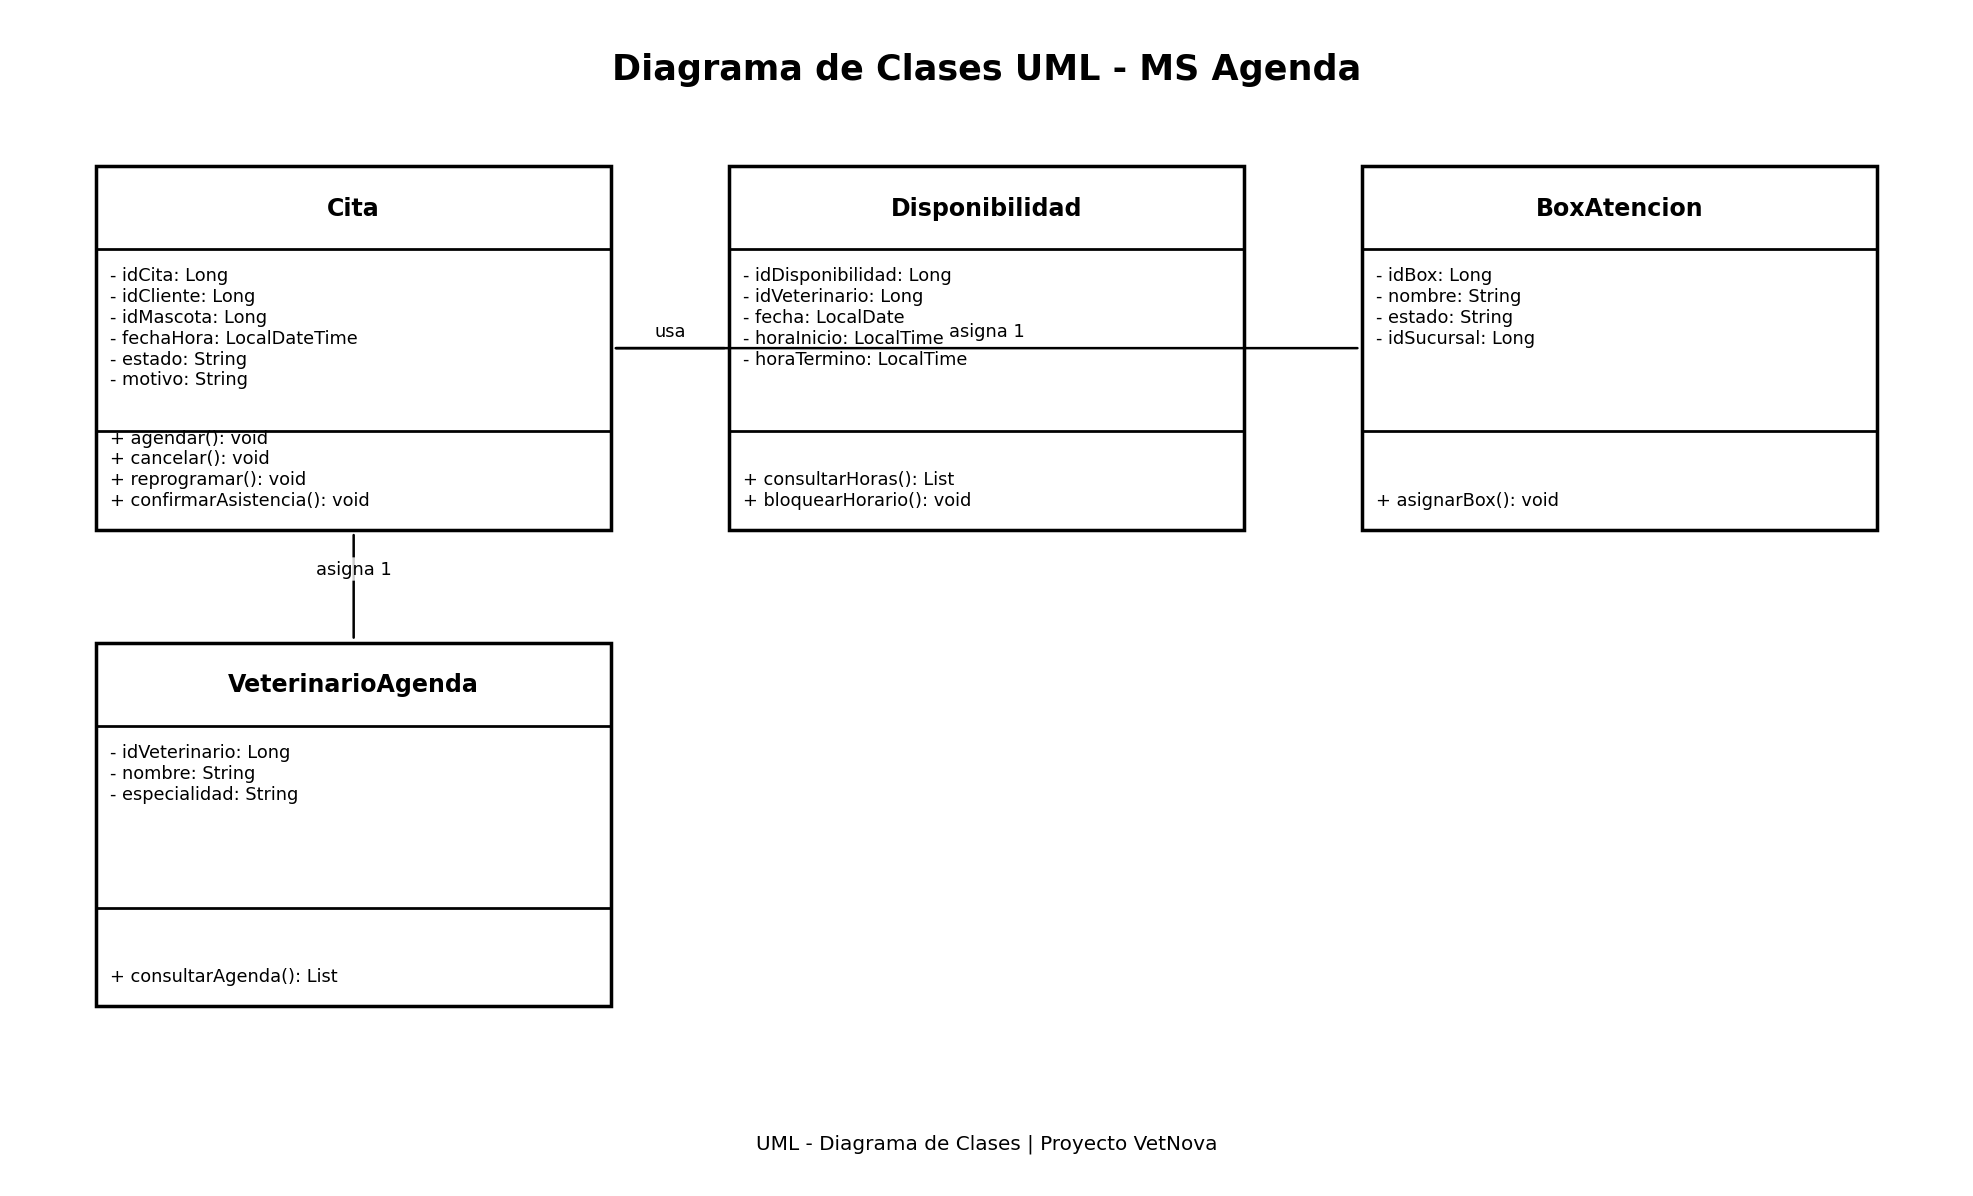 Diagrama de Clases UML - MS Agenda
Cita
- idCita: Long
- idCliente: Long
- idMascota: Long
- fechaHora: LocalDateTime
- estado: String
- motivo: String
+ agendar(): void
+ cancelar(): void
+ reprogramar(): void
+ confirmarAsistencia(): void
usa
Disponibilidad
- idDisponibilidad: Long
- idVeterinario: Long
- fecha: LocalDate
- horaInicio: LocalTime
- horaTermino: LocalTime
+ consultarHoras(): List
+ bloquearHorario(): void
asigna 1
BoxAtencion
- idBox: Long
- nombre: String
- estado: String
- idSucursal: Long
+ asignarBox(): void
asigna 1
VeterinarioAgenda
- idVeterinario: Long
- nombre: String
- especialidad: String
+ consultarAgenda(): List
UML - Diagrama de Clases | Proyecto VetNova